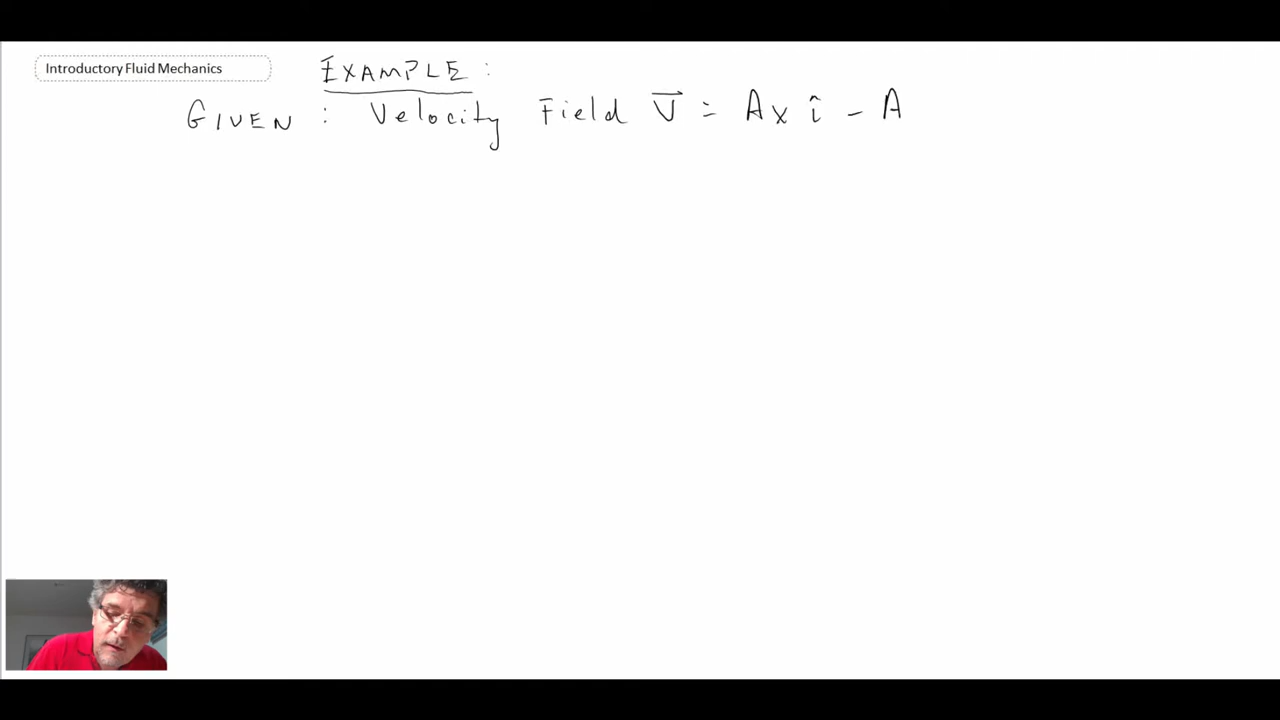 Introductory Fluid Mechanics
EXAMPLE :
GIVEN : Velocity Field V⃗ = Ax î - A